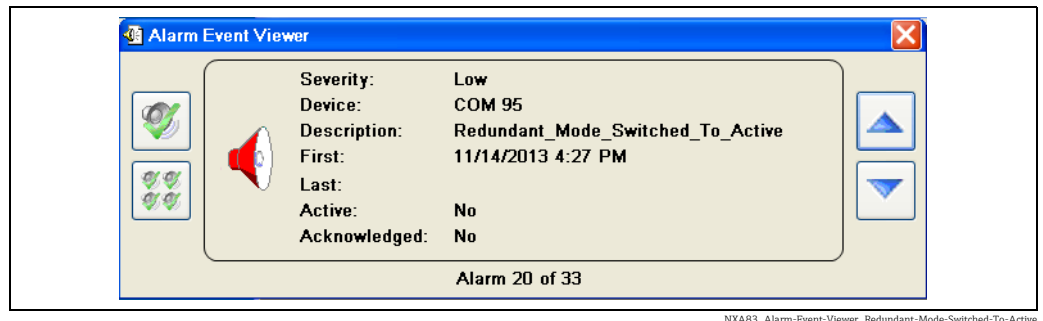 Alarm Event Viewer
Severity: Low
Device: COM 95
Description: Redundant_Mode_Switched_To_Active
First: 11/14/2013 4:27 PM
Last:
Active: No
Acknowledged: No
Alarm 20 of 33
NXA83_Alarm-Event-Viewer_Redundant-Mode-Switched-To-Active